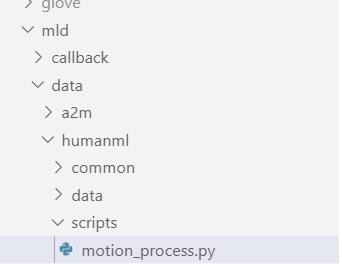 glove
mld
callback
data
a2m
humanml
common
data
scripts
motion_process.py